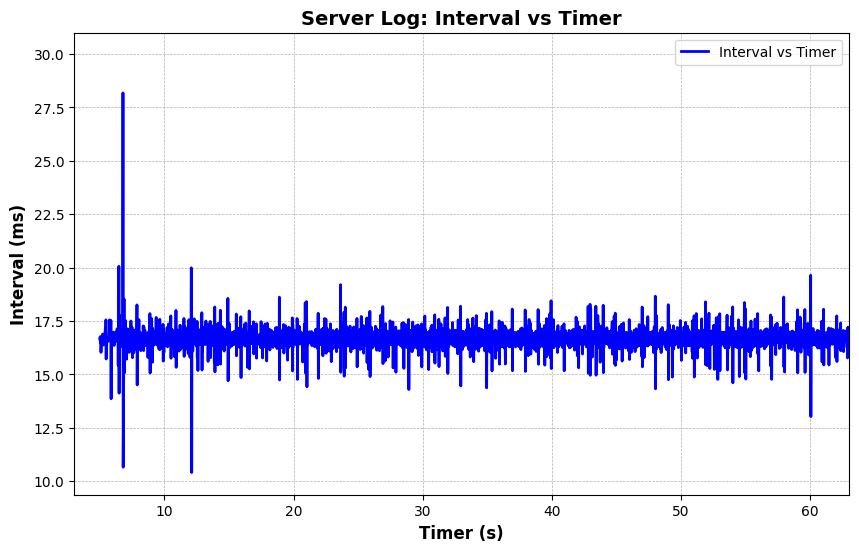 Server Log: Interval vs Timer
Interval vs Timer
30.0
27.5
25.0
22.5
20.0
17.5
15.0
12.5
10.0
Interval (ms)
10 20 30 40 50 60
Timer (s)